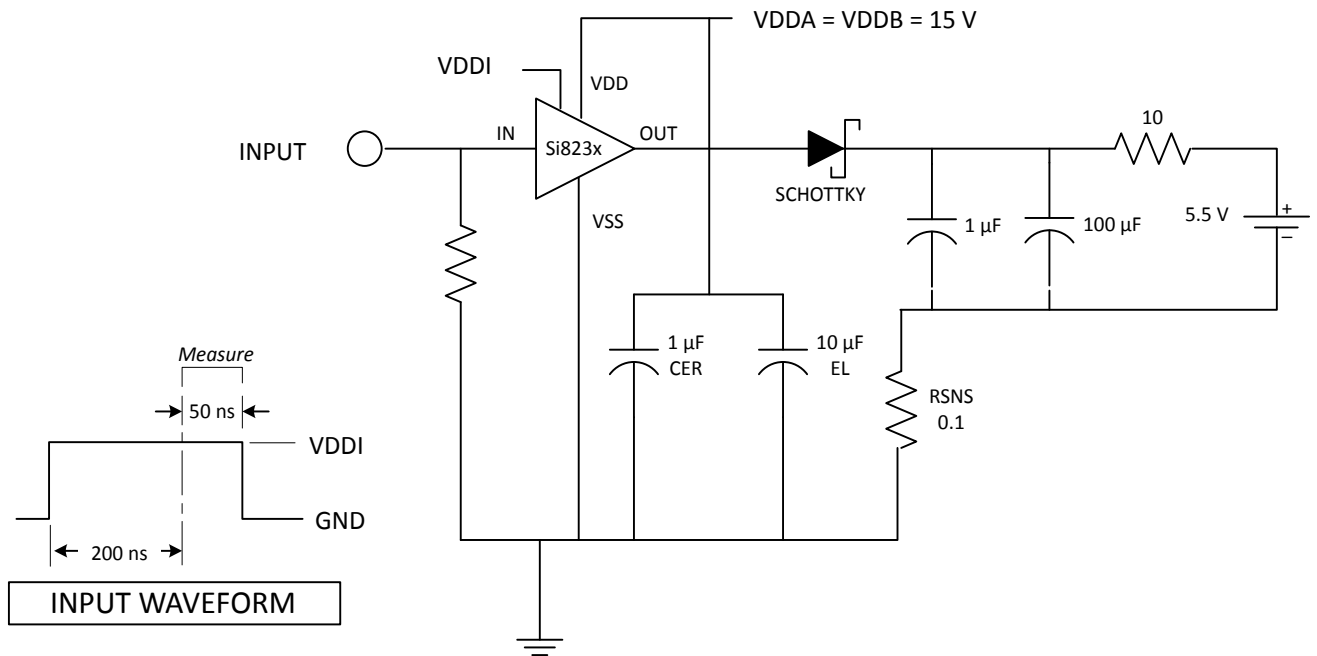 VDDA = VDDB = 15 V
VDDI
VDD
10
IN
OUT
INPUT
Si823x
SCHOTTKY
VSS
1 µF
100 µF
5.5 V
+
–
1 µF
CER
10 µF
EL
RSNS
0.1
Measure
50 ns
VDDI
GND
200 ns
INPUT WAVEFORM